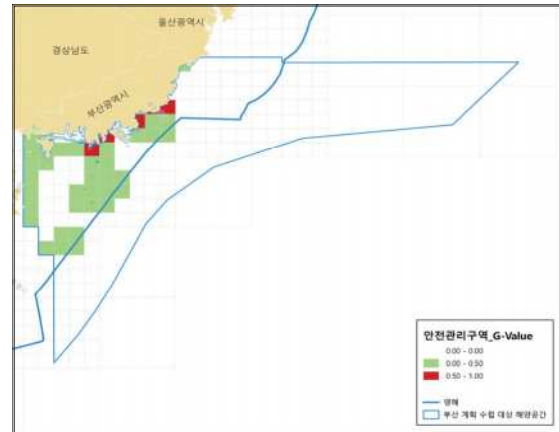 울산광역시
경상남도
부산광역시
안전관리구역_G-Value
0.00 - 0.00
0.00 - 0.50
0.50 - 1.00
영해
부산 계획 수립 대상 해양공간